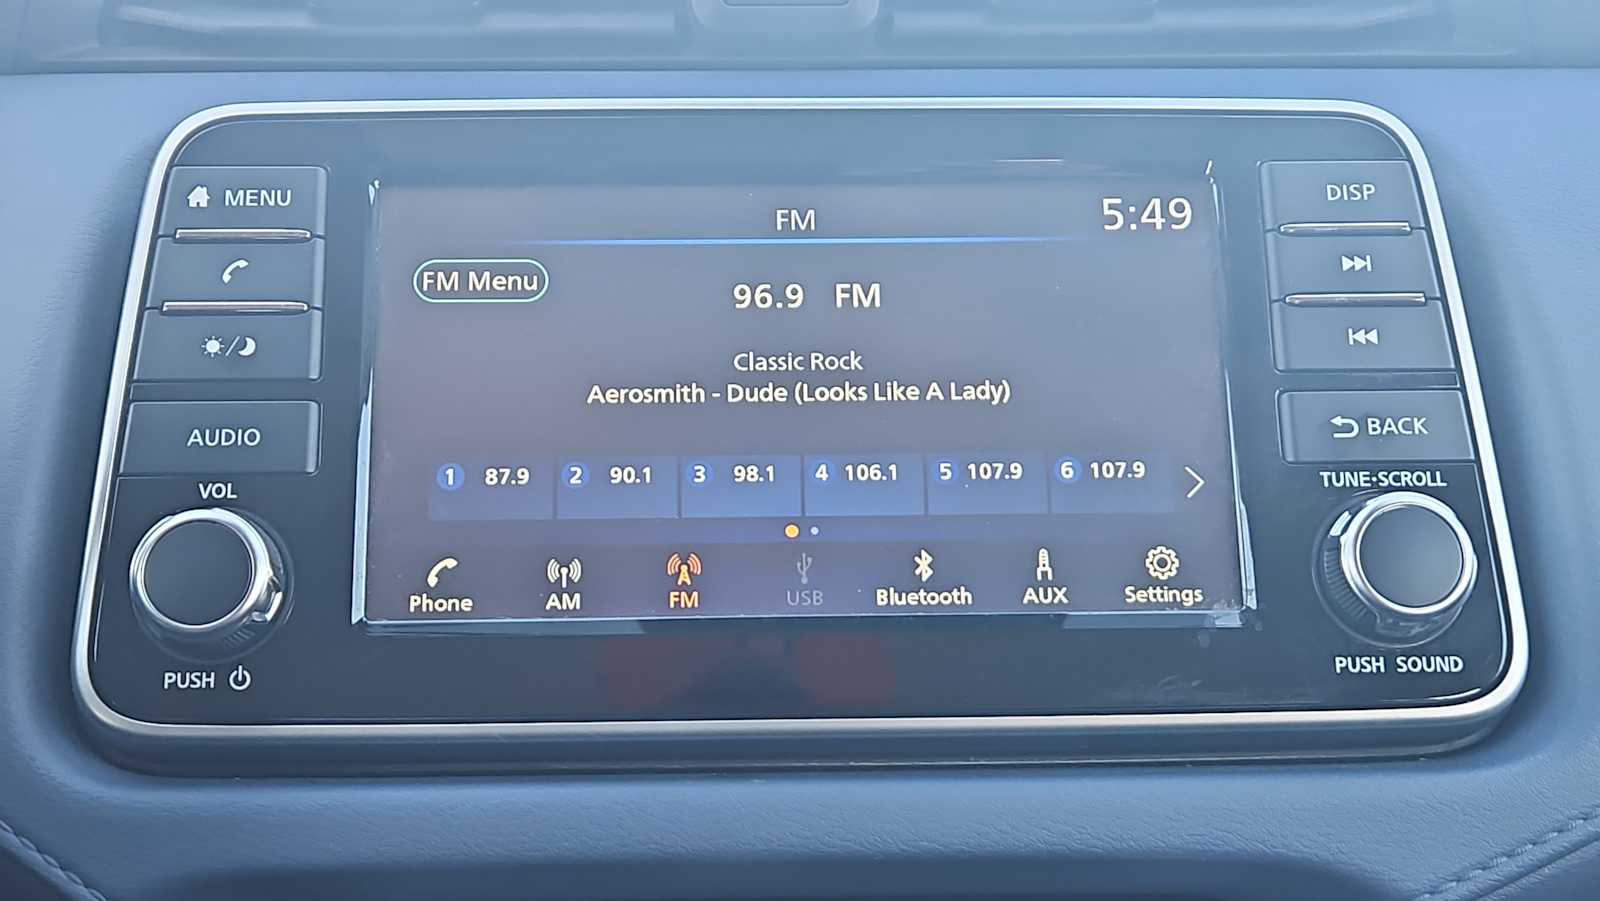 MENU
AUDIO
VOL
PUSH
FM
5:49
FM Menu
96.9 FM
Classic Rock
Aerosmith - Dude (Looks Like A Lady)
1 87.9 2 90.1 3 98.1 4 106.1 5 107.9 6 107.9
Phone AM FM USB Bluetooth AUX Settings
DISP
BACK
TUNE·SCROLL
PUSH SOUND